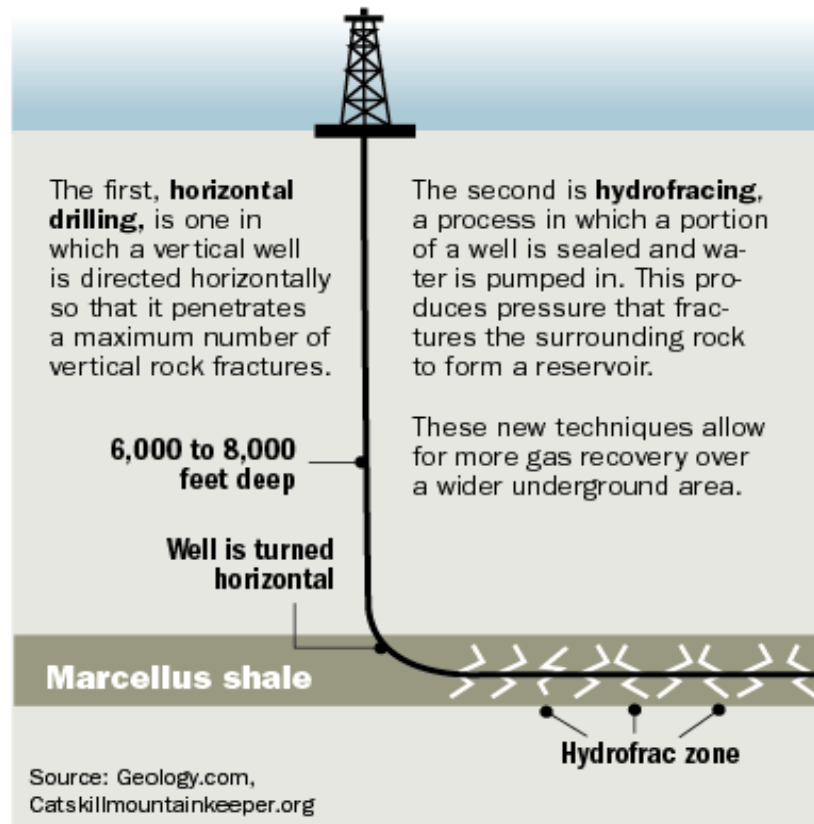 The first, horizontal
drilling, is one in
which a vertical well
is directed horizontally
so that it penetrates
a maximum number of
vertical rock fractures.
The second is hydrofracing,
a process in which a portion
of a well is sealed and wa-
ter is pumped in. This pro-
duces pressure that frac-
tures the surrounding rock
to form a reservoir.
These new techniques allow
for more gas recovery over
a wider underground area.
6,000 to 8,000
feet deep
Well is turned
horizontal
Marcellus shale
Hydrofrac zone
Source: Geology.com,
Catskillmountainkeeper.org